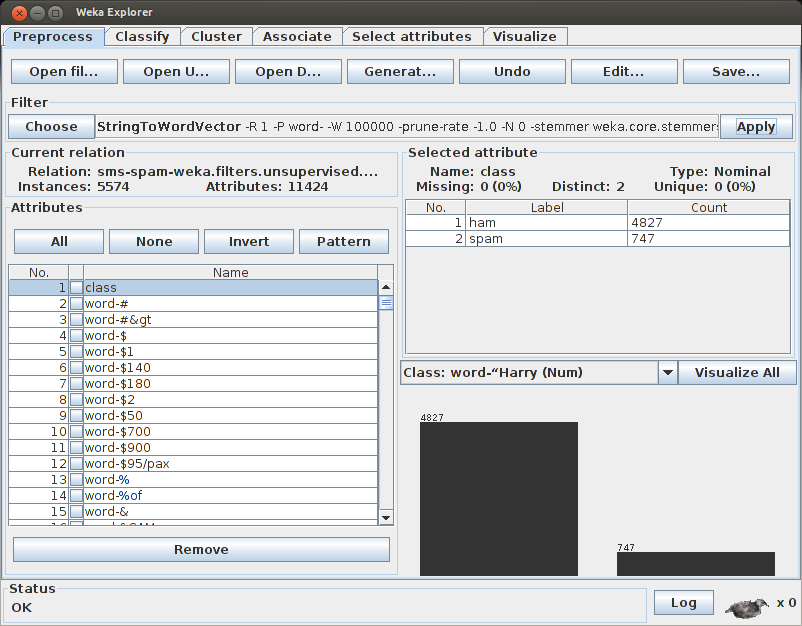 Weka Explorer
Preprocess Classify Cluster Associate Select attributes Visualize
Open fil... Open U... Open D... Generat... Undo Edit... Save...
Filter
Choose StringToWordVector -R 1 -P word- -W 100000 -prune-rate -1.0 -N 0 -stemmer weka.core.stemmers Apply
Current relation
Relation: sms-spam-weka.filters.unsupervised....
Instances: 5574 Attributes: 11424
Attributes
All None Invert Pattern
No. Name
1 class
2 word-#
3 word-#&gt
4 word-$
5 word-$1
6 word-$140
7 word-$180
8 word-$2
9 word-$50
10 word-$700
11 word-$900
12 word-$95/pax
13 word-%
14 word-%of
15 word-&
Remove
Selected attribute
Name: class Type: Nominal
Missing: 0 (0%) Distinct: 2 Unique: 0 (0%)
No. Label Count
1 ham 4827
2 spam 747
Class: word-“Harry (Num) Visualize All
4827
747
Status
OK
Log x 0